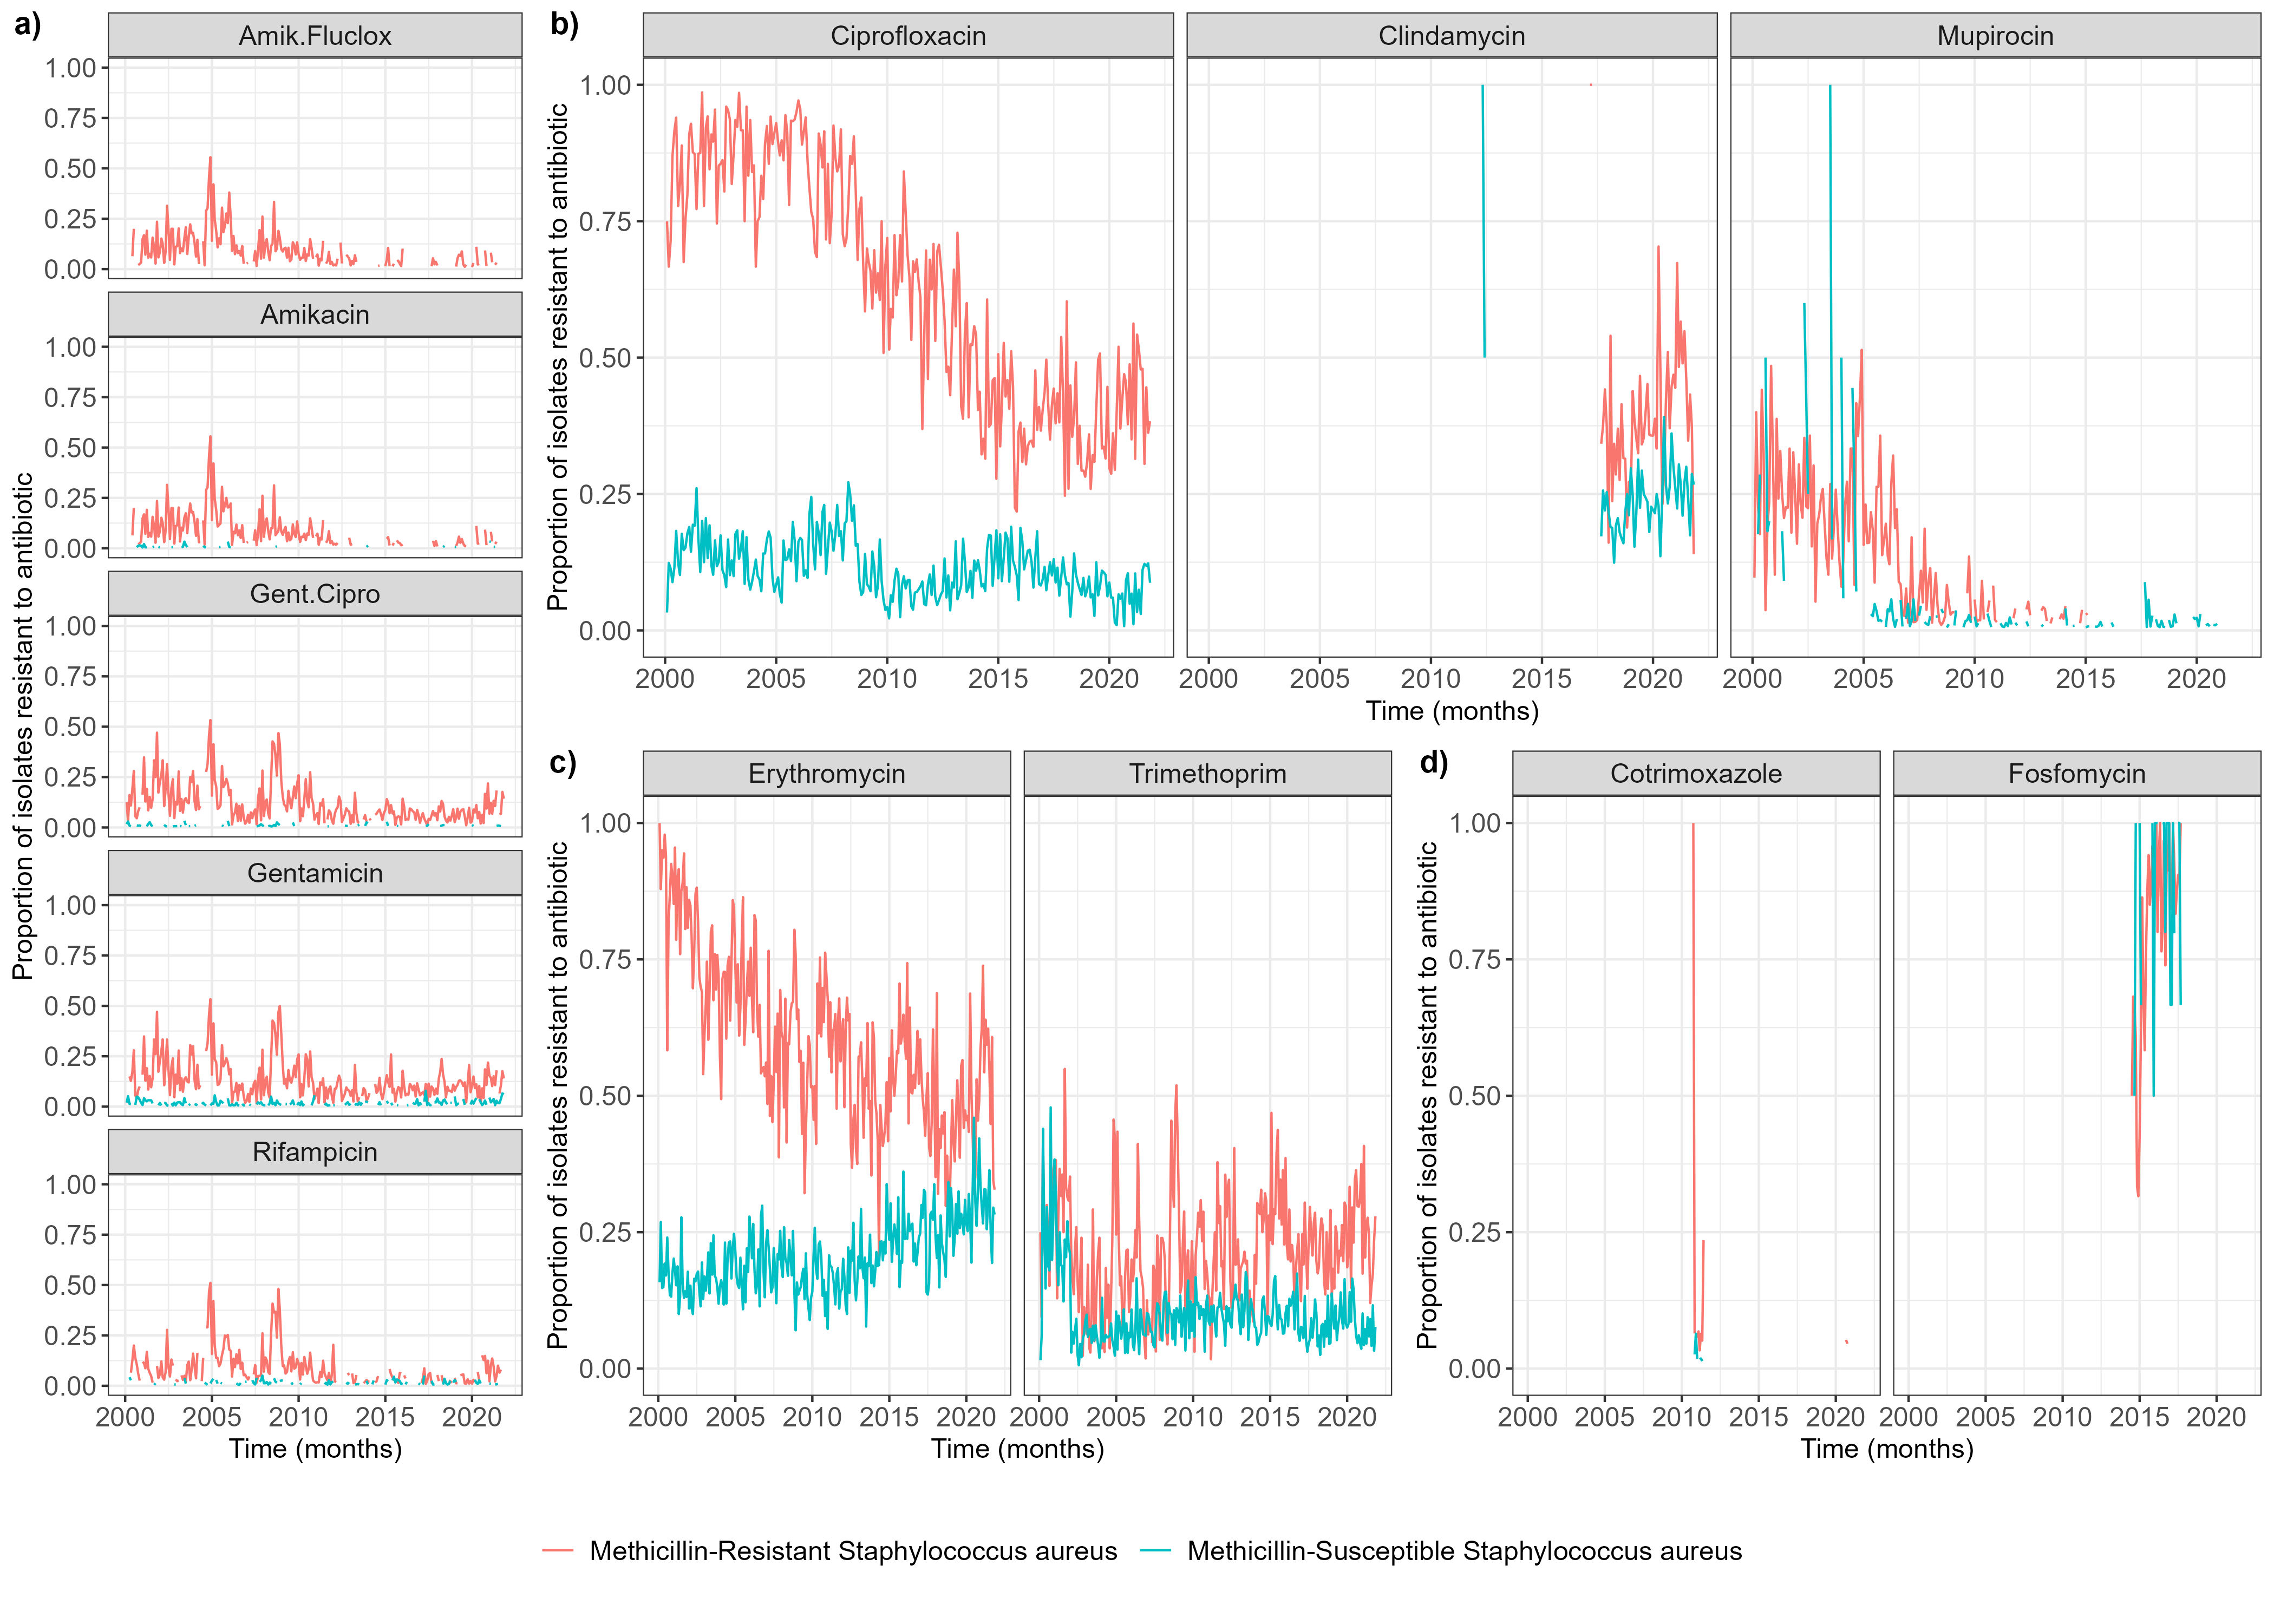 a)
Amik.Fluclox
1.00
0.75
0.50
0.25
0.00
Amikacin
1.00
0.75
0.50
0.25
0.00
Gent.Cipro
1.00
0.75
0.50
0.25
0.00
Gentamicin
1.00
0.75
0.50
0.25
0.00
Rifampicin
1.00
0.75
0.50
0.25
0.00
2000 2005 2010 2015 2020
Time (months)
Proportion of isolates resistant to antibiotic
b)
Ciprofloxacin Clindamycin Mupirocin
1.00
0.75
0.50
0.25
0.00
2000 2005 2010 2015 2020 2000 2005 2010 2015 2020 2000 2005 2010 2015 2020
Time (months)
Proportion of isolates resistant to antibiotic
c)
Erythromycin Trimethoprim
1.00
0.75
0.50
0.25
0.00
2000 2005 2010 2015 2020 2000 2005 2010 2015 2020
Time (months)
Proportion of isolates resistant to antibiotic
d)
Cotrimoxazole Fosfomycin
1.00
0.75
0.50
0.25
0.00
2000 2005 2010 2015 2020 2000 2005 2010 2015 2020
Time (months)
Proportion of isolates resistant to antibiotic
Methicillin-Resistant Staphylococcus aureus Methicillin-Susceptible Staphylococcus aureus